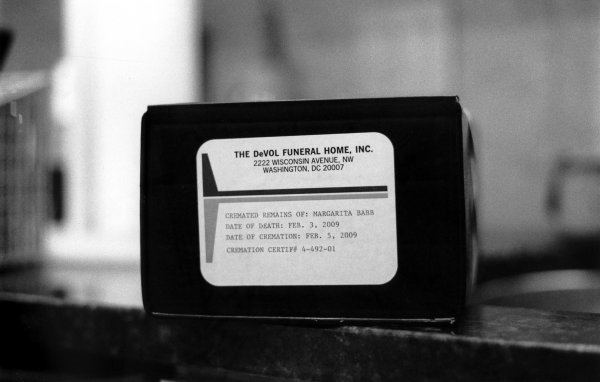 THE DeVOL FUNERAL HOME, INC.
2222 WISCONSIN AVENUE, NW
WASHINGTON, DC 20007
CREMATED REMAINS OF: MARGARITA BABB
DATE OF DEATH: FEB. 3, 2009
DATE OF CREMATION: FEB. 5, 2009
CREMATION CERTIF# 4-492-01